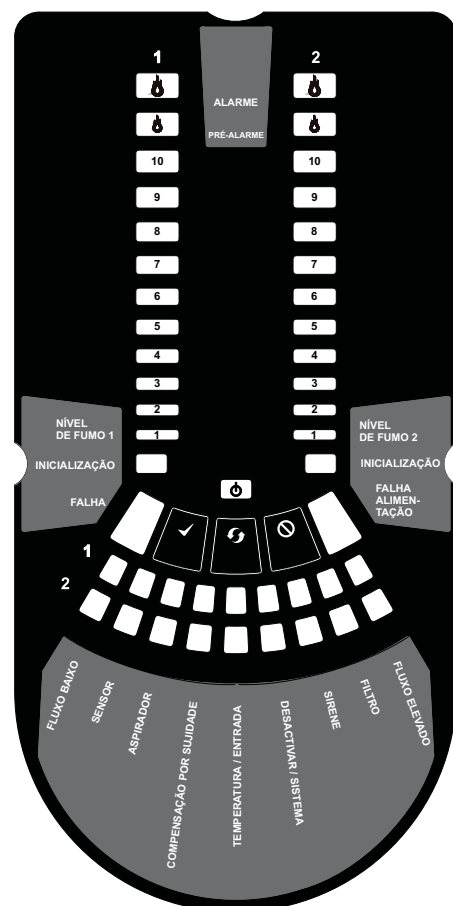 1
2
ALARME
PRÉ-ALARME
10
10
9
9
8
8
7
7
6
6
5
5
4
4
3
3
2
2
1
1
NÍVEL
DE FUMO 1
INICIALIZAÇÃO
FALHA
NÍVEL
DE FUMO 2
INICIALIZAÇÃO
FALHA
ALIMEN-
TAÇÃO
1
2
FLUXO BAIXO
SENSOR
ASPIRADOR
COMPENSAÇÃO POR SUJIDADE
TEMPERATURA / ENTRADA
DESACTIVAR / SISTEMA
SIRENE
FILTRO
FLUXO ELEVADO